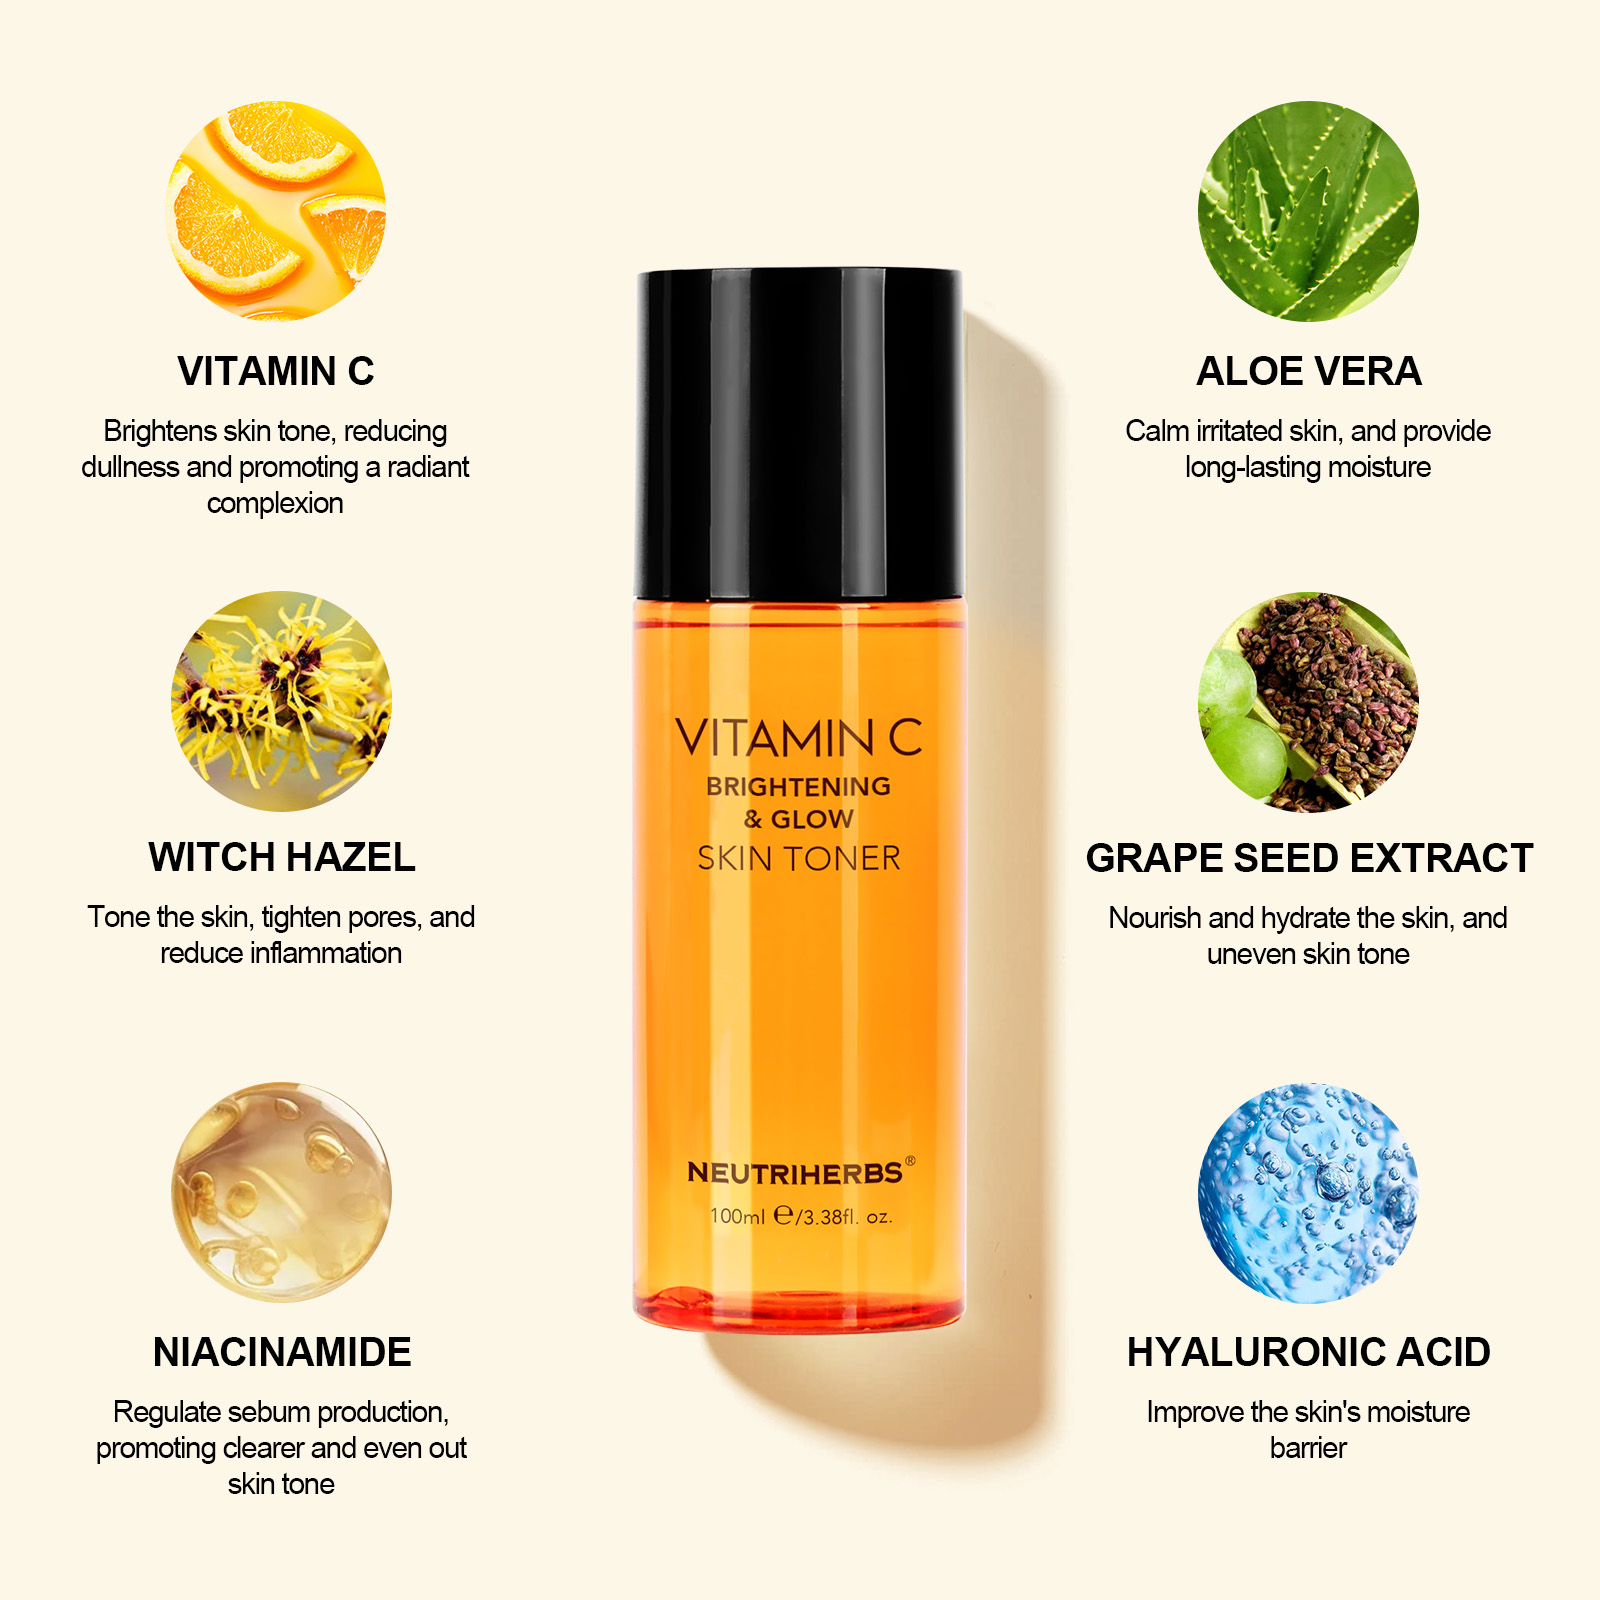 VITAMIN C
Brightens skin tone, reducing
dullness and promoting a radiant
complexion
WITCH HAZEL
Tone the skin, tighten pores, and
reduce inflammation
NIACINAMIDE
Regulate sebum production,
promoting clearer and even out
skin tone
VITAMIN C
BRIGHTENING
& GLOW
SKIN TONER
NEUTRIHERBS®
100ml ℮/3.38fl. oz.
ALOE VERA
Calm irritated skin, and provide
long-lasting moisture
GRAPE SEED EXTRACT
Nourish and hydrate the skin, and
uneven skin tone
HYALURONIC ACID
Improve the skin's moisture
barrier